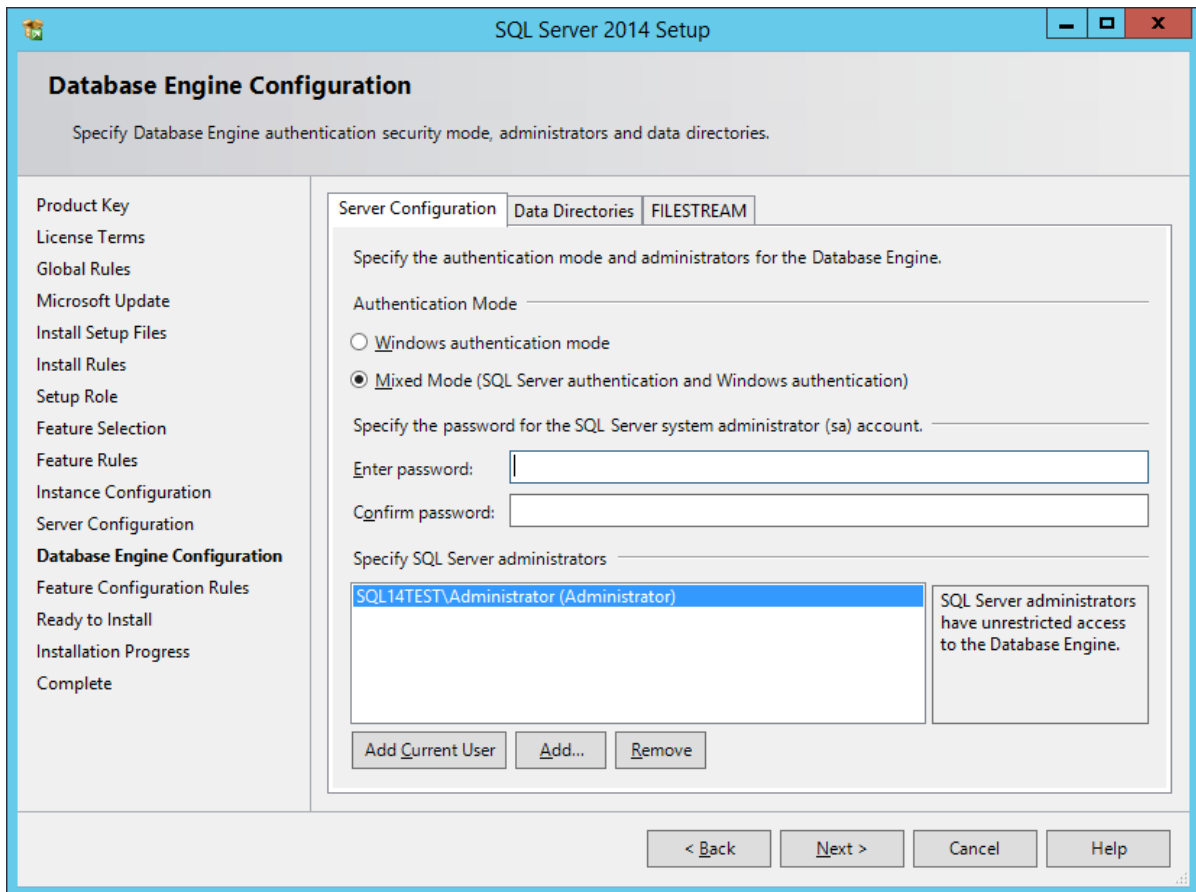 SQL Server 2014 Setup
Database Engine Configuration
Specify Database Engine authentication security mode, administrators and data directories.
Product Key
License Terms
Global Rules
Microsoft Update
Install Setup Files
Install Rules
Setup Role
Feature Selection
Feature Rules
Instance Configuration
Server Configuration
Database Engine Configuration
Feature Configuration Rules
Ready to Install
Installation Progress
Complete
Server Configuration Data Directories FILESTREAM
Specify the authentication mode and administrators for the Database Engine.
Authentication Mode
Windows authentication mode
Mixed Mode (SQL Server authentication and Windows authentication)
Specify the password for the SQL Server system administrator (sa) account.
Enter password:
Confirm password:
Specify SQL Server administrators
SQL14TEST\Administrator (Administrator)
SQL Server administrators
have unrestricted access
to the Database Engine.
Add Current User Add... Remove
< Back Next > Cancel Help